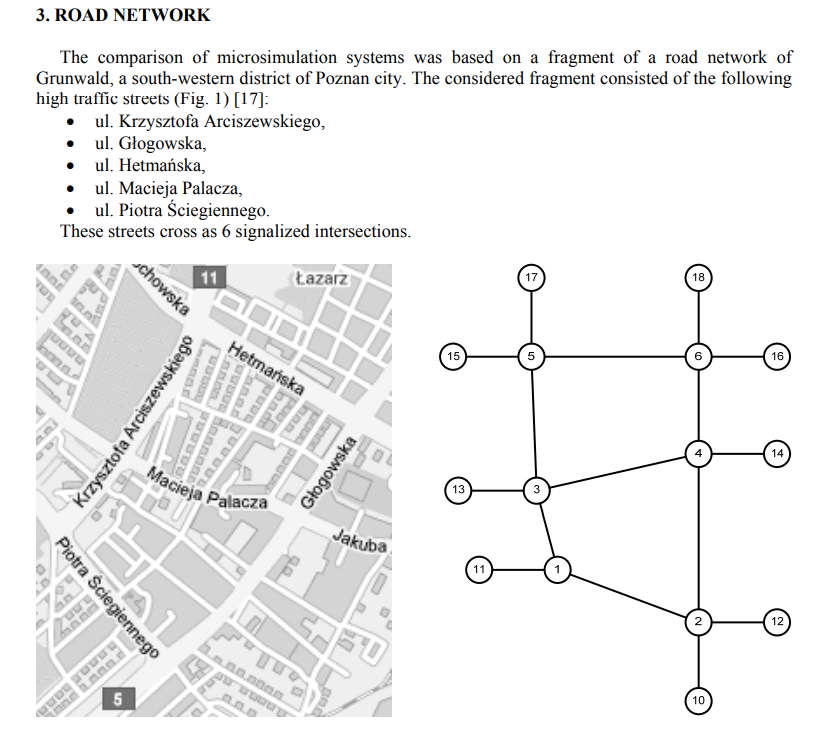 3. ROAD NETWORK
The comparison of microsimulation systems was based on a fragment of a road network of
Grunwald, a south-western district of Poznan city. The considered fragment consisted of the following
high traffic streets (Fig. 1) [17]:
• ul. Krzysztofa Arciszewskiego,
• ul. Głogowska,
• ul. Hetmańska,
• ul. Macieja Palacza,
• ul. Piotra Ściegiennego.
These streets cross as 6 signalized intersections.
chowska
11
Łazarz
Hetmańska
Krzysztofa Arciszewskiego
Głogowska
Macieja Palacza
Jakuba
Piotra Ściegiennego
5
17
18
15
5
6
16
4
14
13
3
11
1
2
12
10